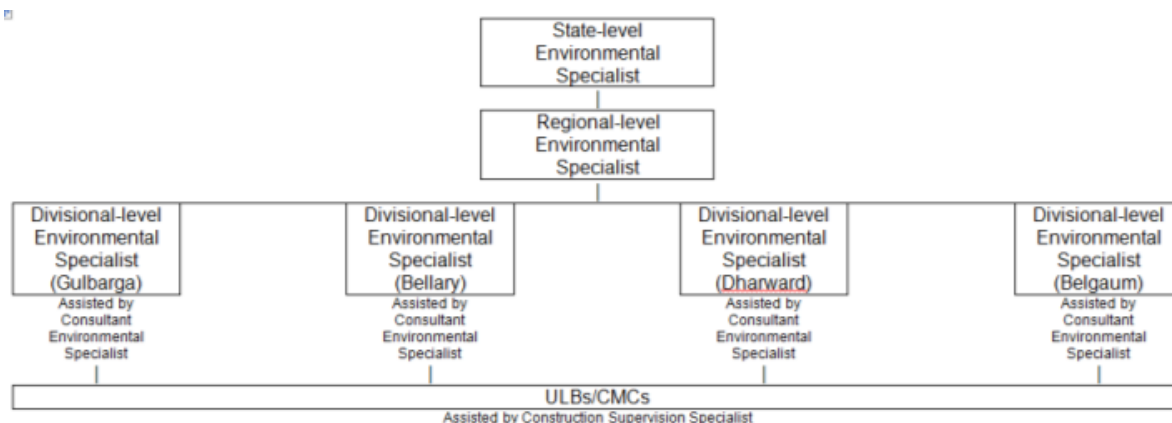 State-level
Environmental
Specialist
Regional-level
Environmental
Specialist
Divisional-level
Environmental
Specialist
(Gulbarga)
Assisted by
Consultant
Environmental
Specialist
Divisional-level
Environmental
Specialist
(Bellary)
Assisted by
Consultant
Environmental
Specialist
Divisional-level
Environmental
Specialist
(Dharward)
Assisted by
Consultant
Environmental
Specialist
Divisional-level
Environmental
Specialist
(Belgaum)
Assisted by
Consultant
Environmental
Specialist
ULBs/CMCs
Assisted by Construction Supervision Specialist